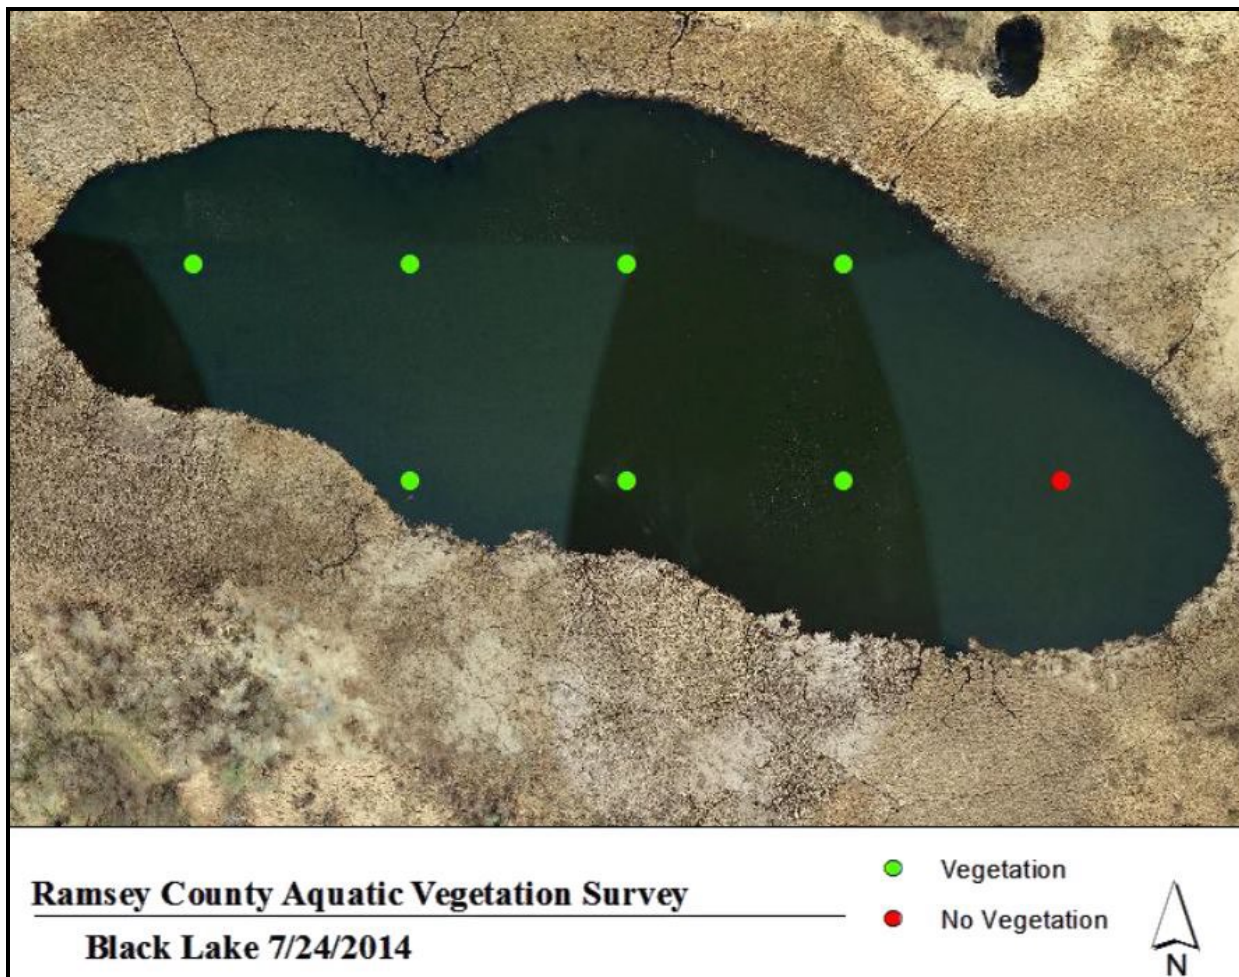 Vegetation
No Vegetation
Ramsey County Aquatic Vegetation Survey
Black Lake 7/24/2014
N